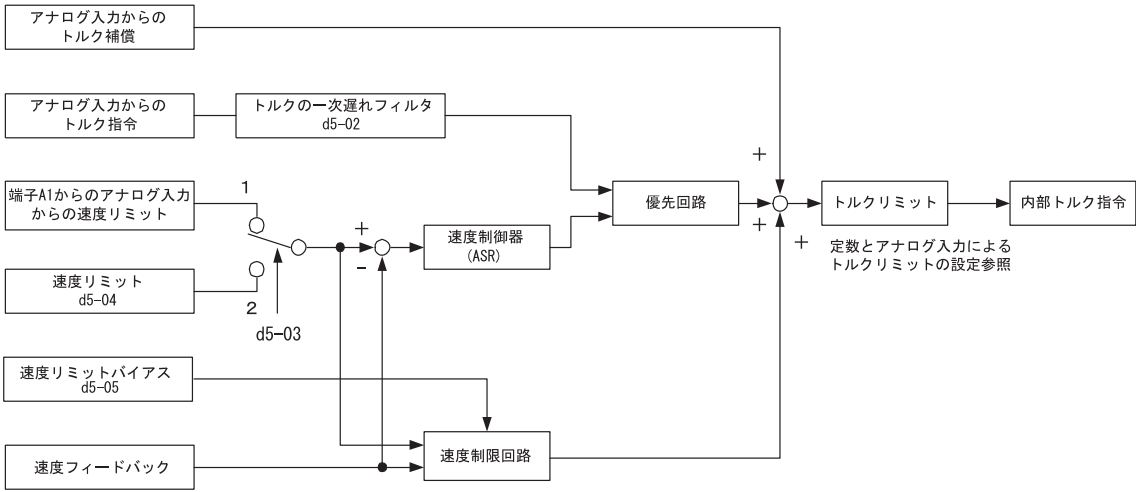 アナログ入力からの
トルク補償
アナログ入力からの
トルク指令
トルクの一次遅れフィルタ
d5-02
端子A1からのアナログ入力
からの速度リミット
1
速度リミット
d5-04
2
d5-03
+
-
速度制御器
(ASR)
優先回路
+
+
+
トルクリミット
内部トルク指令
定数とアナログ入力による
トルクリミットの設定参照
速度リミットバイアス
d5-05
速度フィードバック
速度制限回路